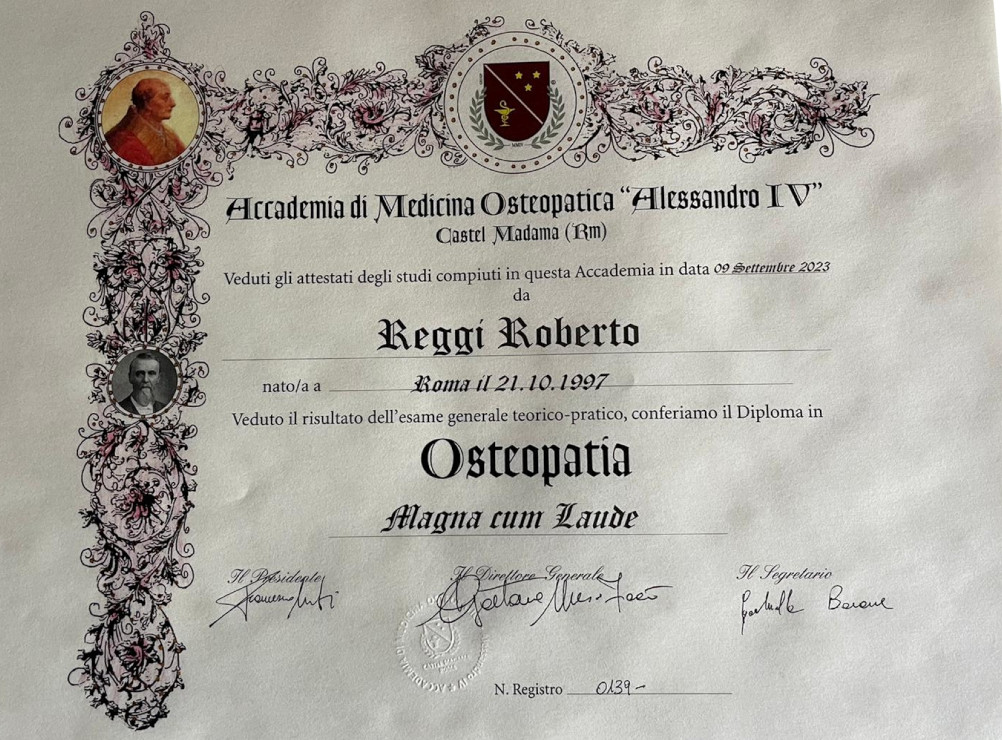 Accademia di Medicina Osteopatica "Alessandro IV"
Castel Madama (Rm)
Veduti gli attestati degli studi compiuti in questa Accademia in data 09 Settembre 2023
da
Reggi Roberto
nato/a a Roma il 21.10.1997
Veduto il risultato dell'esame generale teorico-pratico, conferiamo il Diploma in
Osteopatia
Magna cum Laude
Il Presidente Il Direttore Generale Il Segretario
N. Registro 0139-